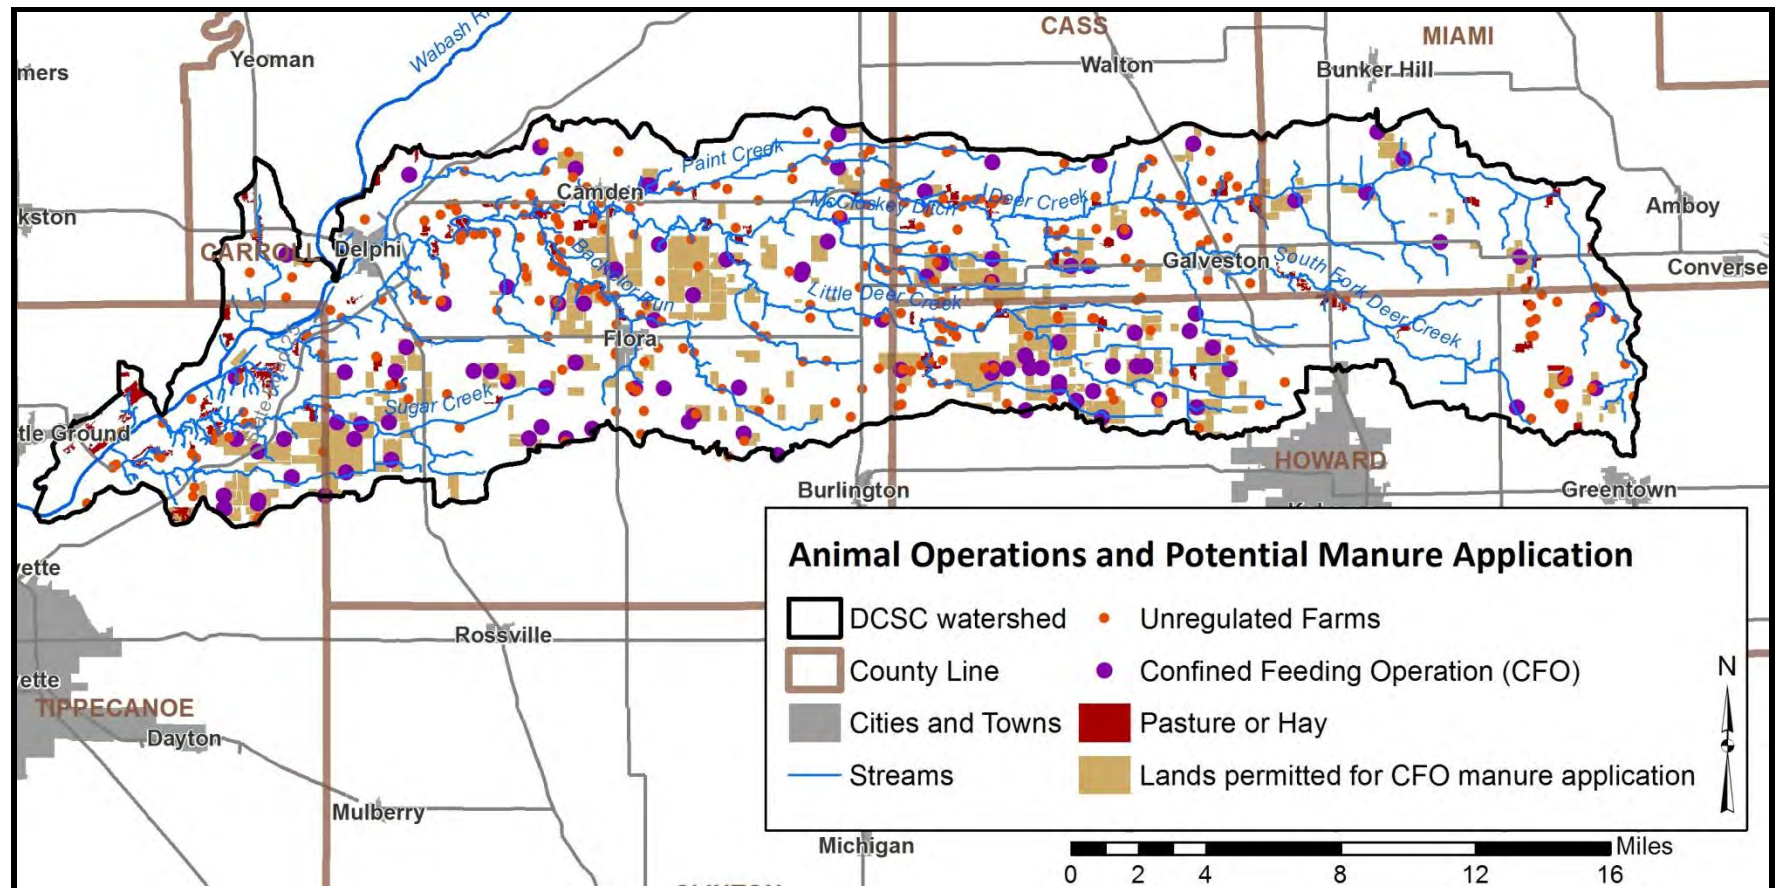 CASS
MIAMI
Yeoman
Wabash
mers
Walton
Bunker Hill
Paint Creek
Camden
McCloskey Ditch
Deer Creek
kston
Amboy
CARROLL
Delphi
Bachelor Run
Galveston
South Fork Deer Creek
Converse
Little Deer Creek
Flora
Sugar Creek
tle Ground
HOWARD
Burlington
Greentown
yette
Rossville
yette
TIPPECANOE
Dayton
Mulberry
Michigan
Animal Operations and Potential Manure Application
DCSC watershed
Unregulated Farms
County Line
Confined Feeding Operation (CFO)
Cities and Towns
Pasture or Hay
Streams
Lands permitted for CFO manure application
N
Miles
0 2 4 8 12 16